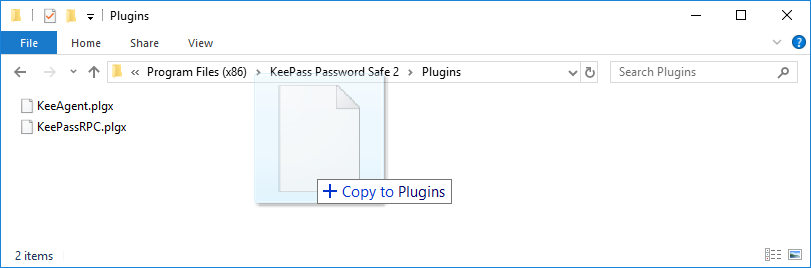 Plugins
File Home Share View
« Program Files (x86) > KeePass Password Safe 2 > Plugins Search Plugins
KeeAgent.plgx
KeePassRPC.plgx
+ Copy to Plugins
2 items